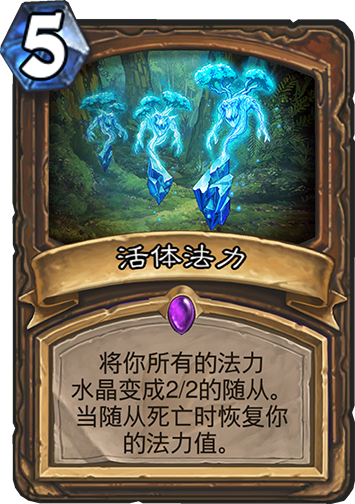 5
活体法力
将你所有的法力
水晶变成2/2的随从。
当随从死亡时恢复你
的法力值。